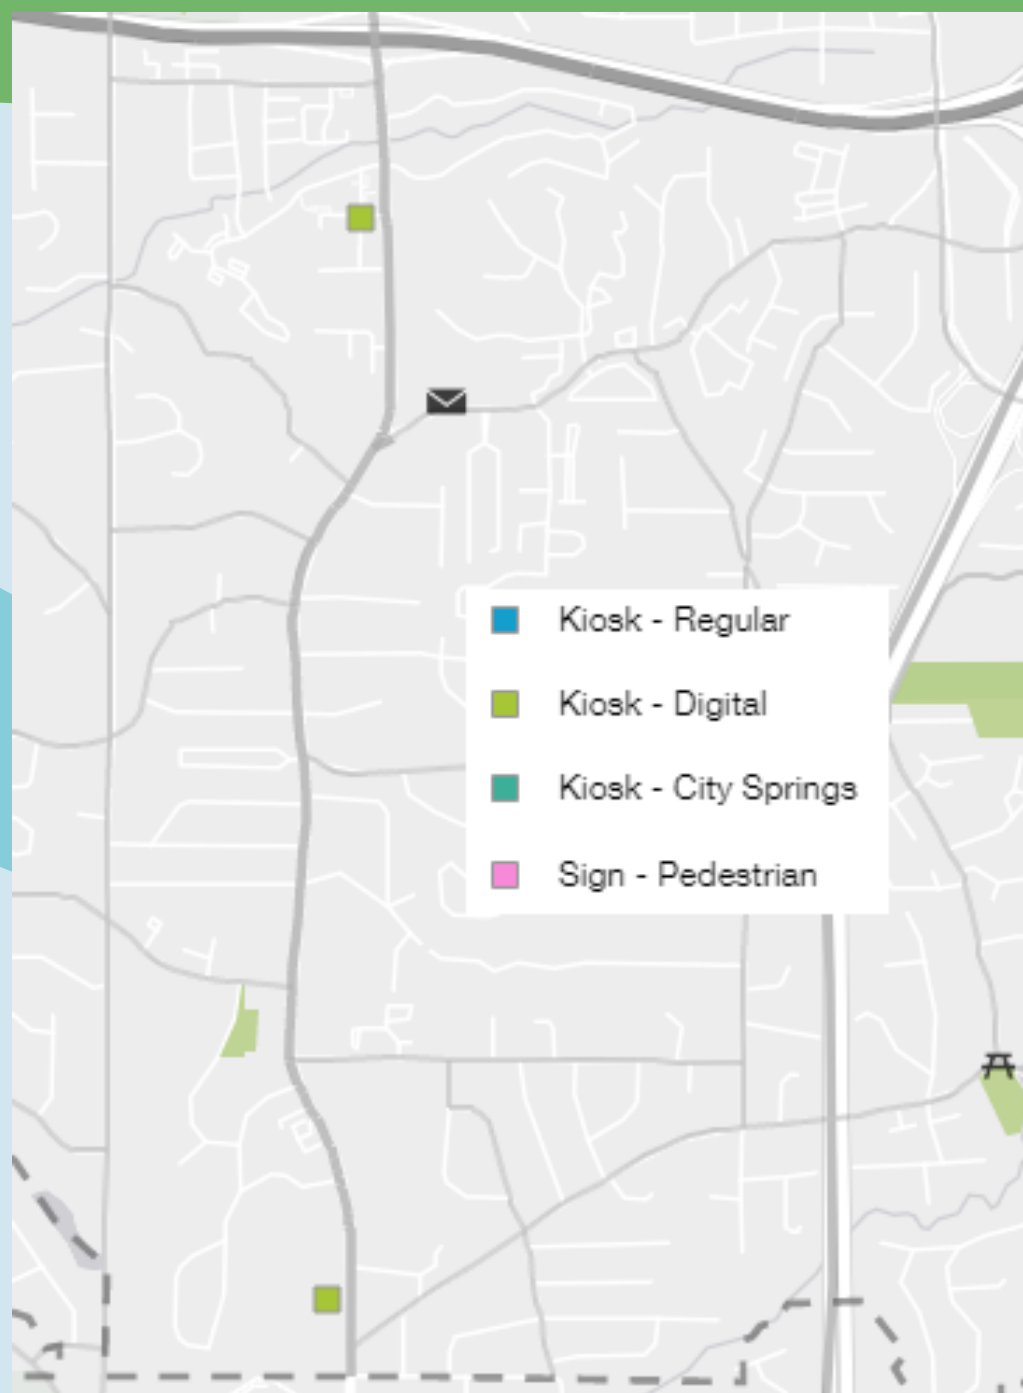 Kiosk - Regular
Kiosk - Digital
Kiosk - City Springs
Sign - Pedestrian